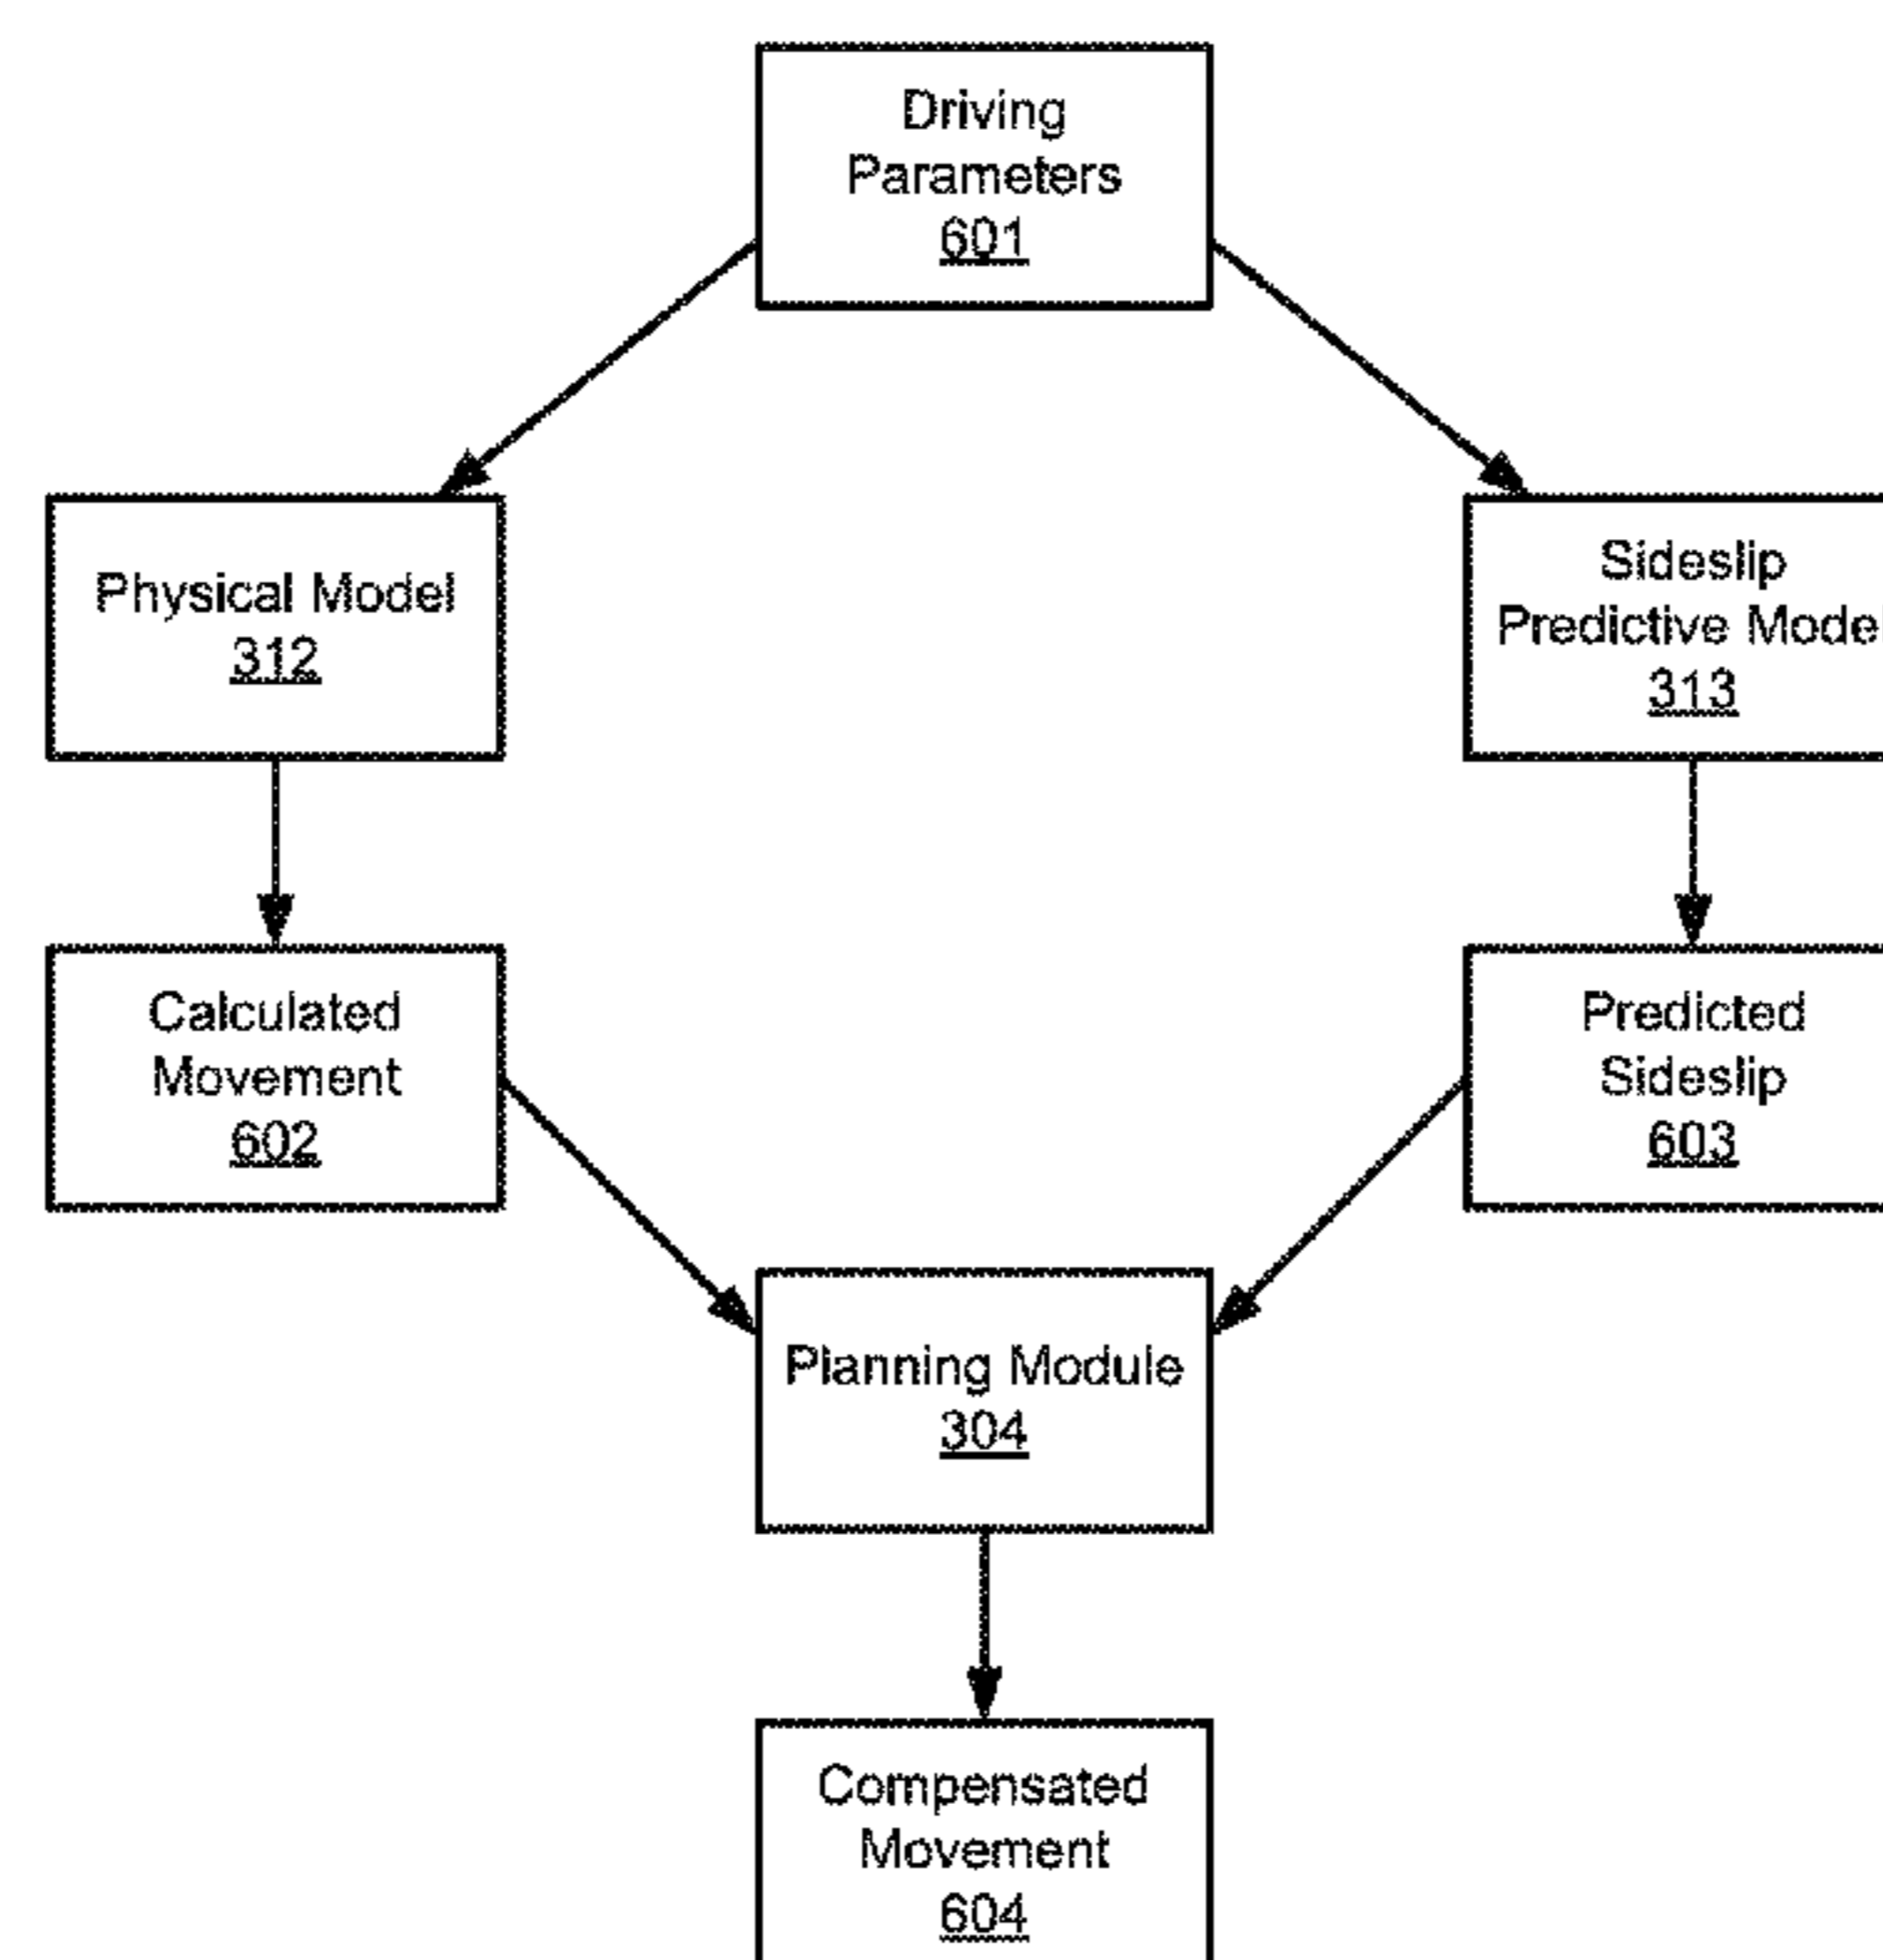 Driving
Parameters
601
Physical Model
312
Sideslip
Predictive Model
313
Calculated
Movement
602
Predicted
Sideslip
603
Planning Module
304
Compensated
Movement
604